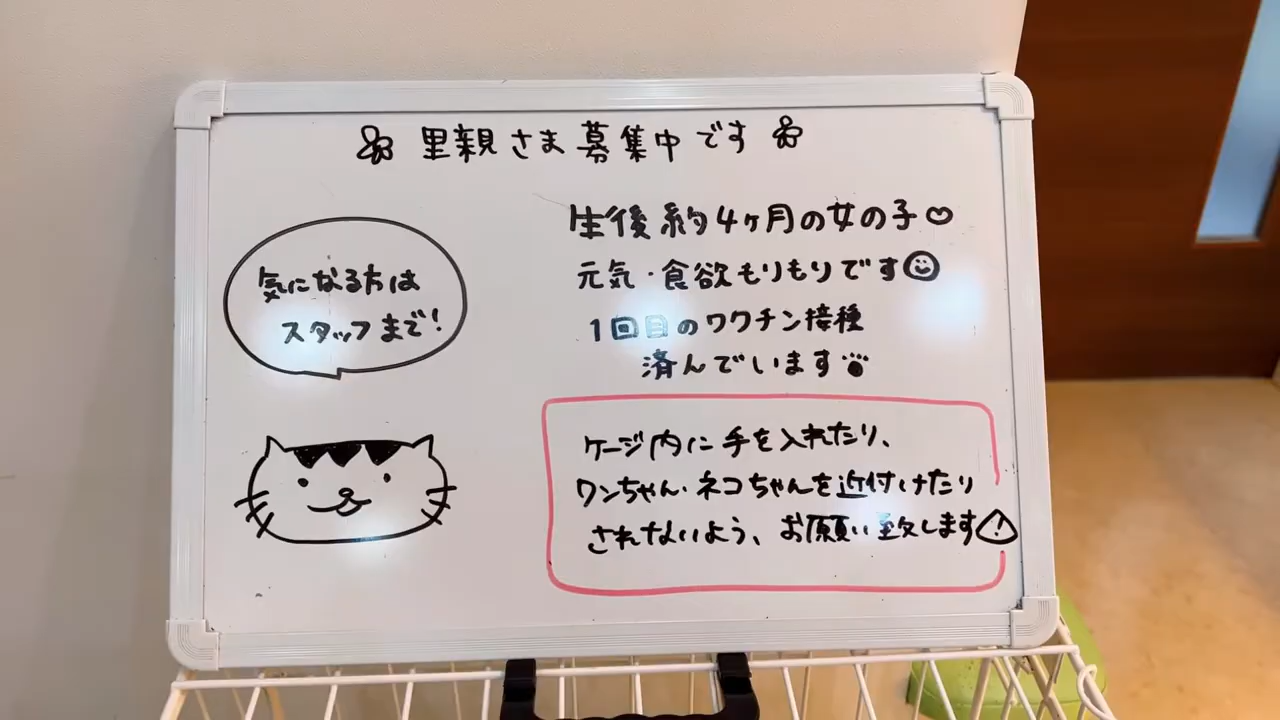 里親さま募集中です
気になる方は
スタッフまで!
生後約4ヶ月の女の子♡
元気・食欲もりもりです☺
1回目のワクチン接種
済んでいます
ケージ内に手を入れたり、
ワンちゃん・ネコちゃんを近付けたり
されないよう、お願い致します⚠